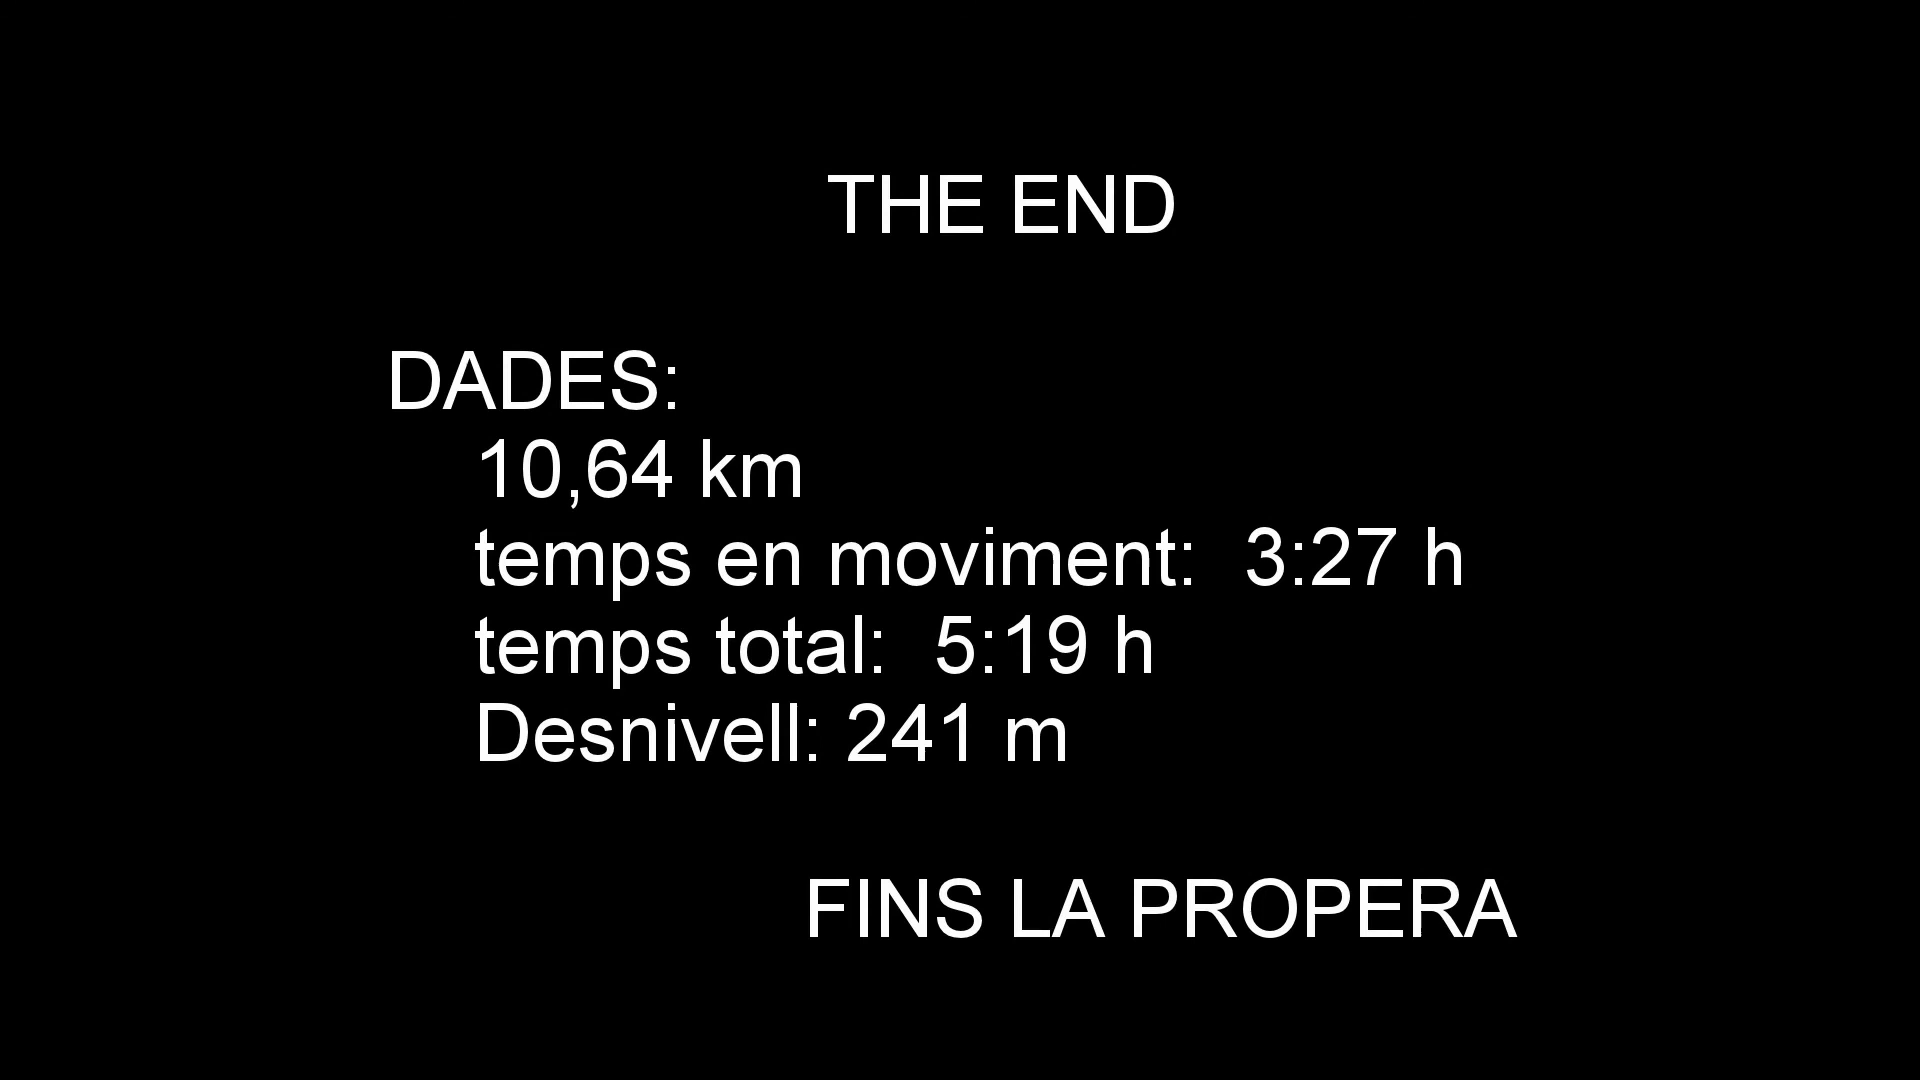 THE END
DADES:
10,64 km
temps en moviment:  3:27 h
temps total:  5:19 h
Desnivell: 241 m
FINS LA PROPERA